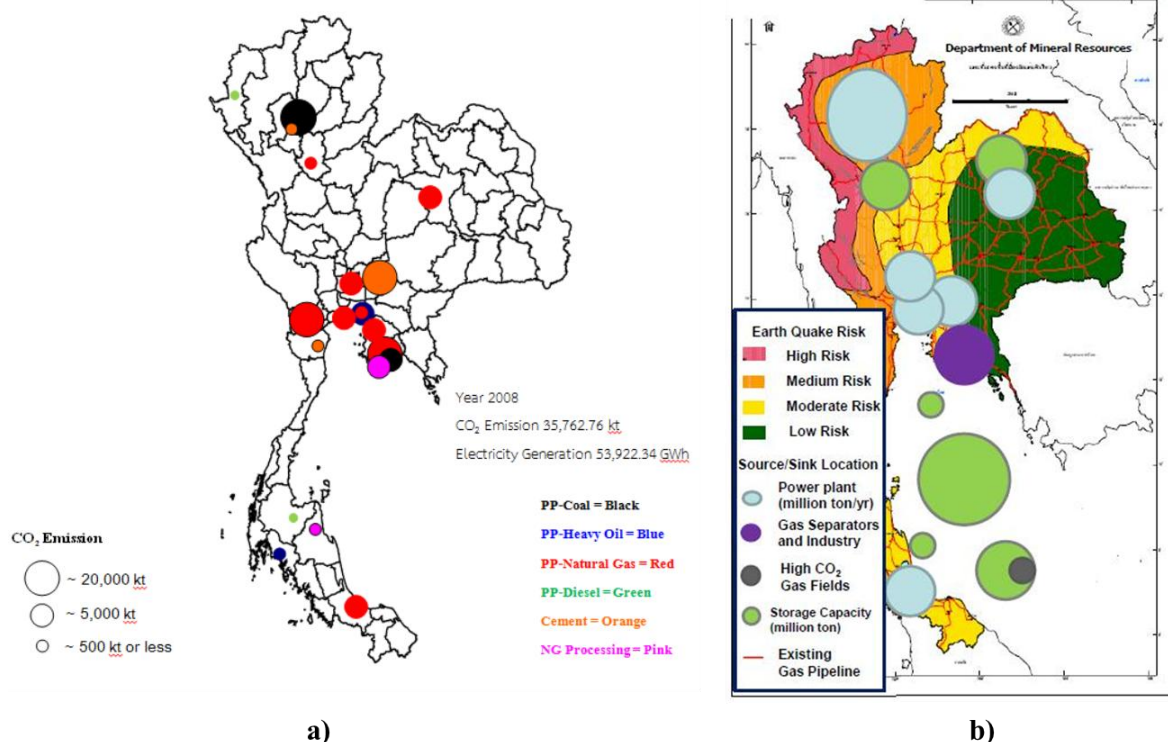 Year 2008
CO₂ Emission 35,762.76 kt
Electricity Generation 53,922.34 GWh
PP-Coal = Black
PP-Heavy Oil = Blue
PP-Natural Gas = Red
PP-Diesel = Green
Cement = Orange
NG Processing = Pink
CO₂ Emission
~ 20,000 kt
~ 5,000 kt
~ 500 kt or less
a)
Department of Mineral Resources
Earth Quake Risk
High Risk
Medium Risk
Moderate Risk
Low Risk
Source/Sink Location
Power plant
(million ton/yr)
Gas Separators
and Industry
High CO₂
Gas Fields
Storage Capacity
(million ton)
Existing
Gas Pipeline
b)